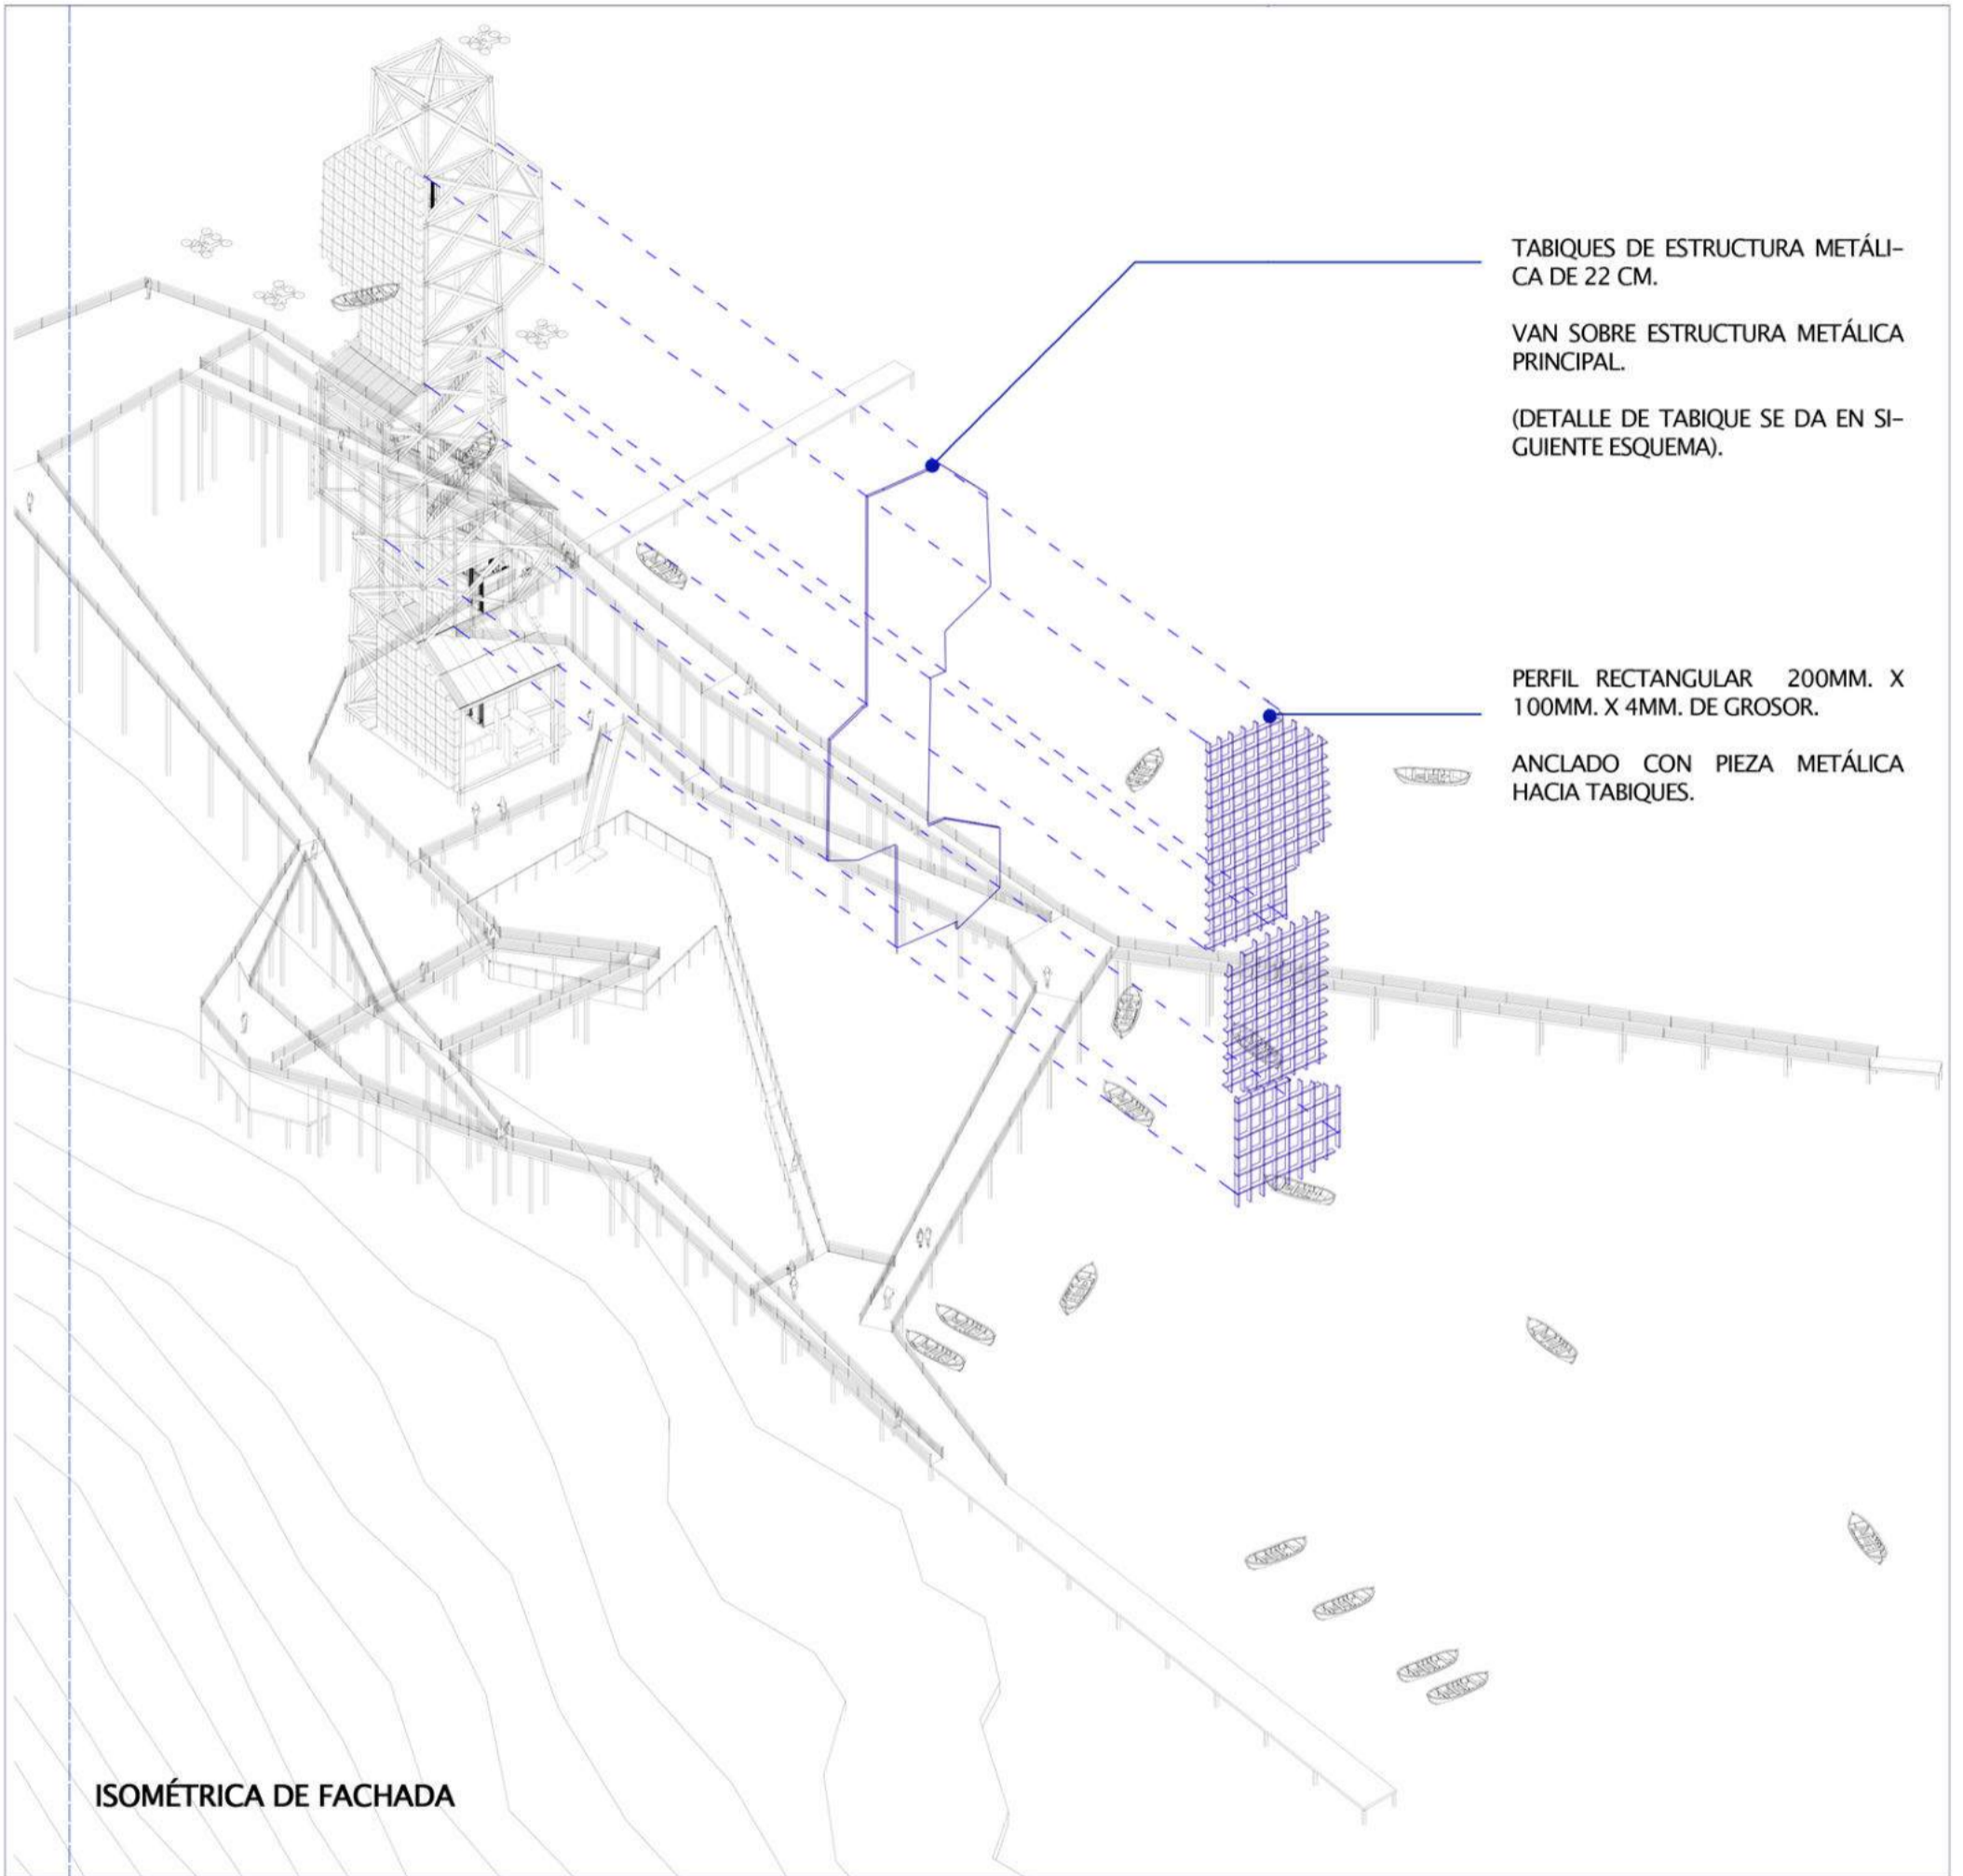 TABIQUES DE ESTRUCTURA METÁLI-
CA DE 22 CM.
VAN SOBRE ESTRUCTURA METÁLICA
PRINCIPAL.
(DETALLE DE TABIQUE SE DA EN SI-
GUIENTE ESQUEMA).
PERFIL RECTANGULAR 200MM. X
100MM. X 4MM. DE GROSOR.
ANCLADO CON PIEZA METÁLICA
HACIA TABIQUES.
ISOMÉTRICA DE FACHADA